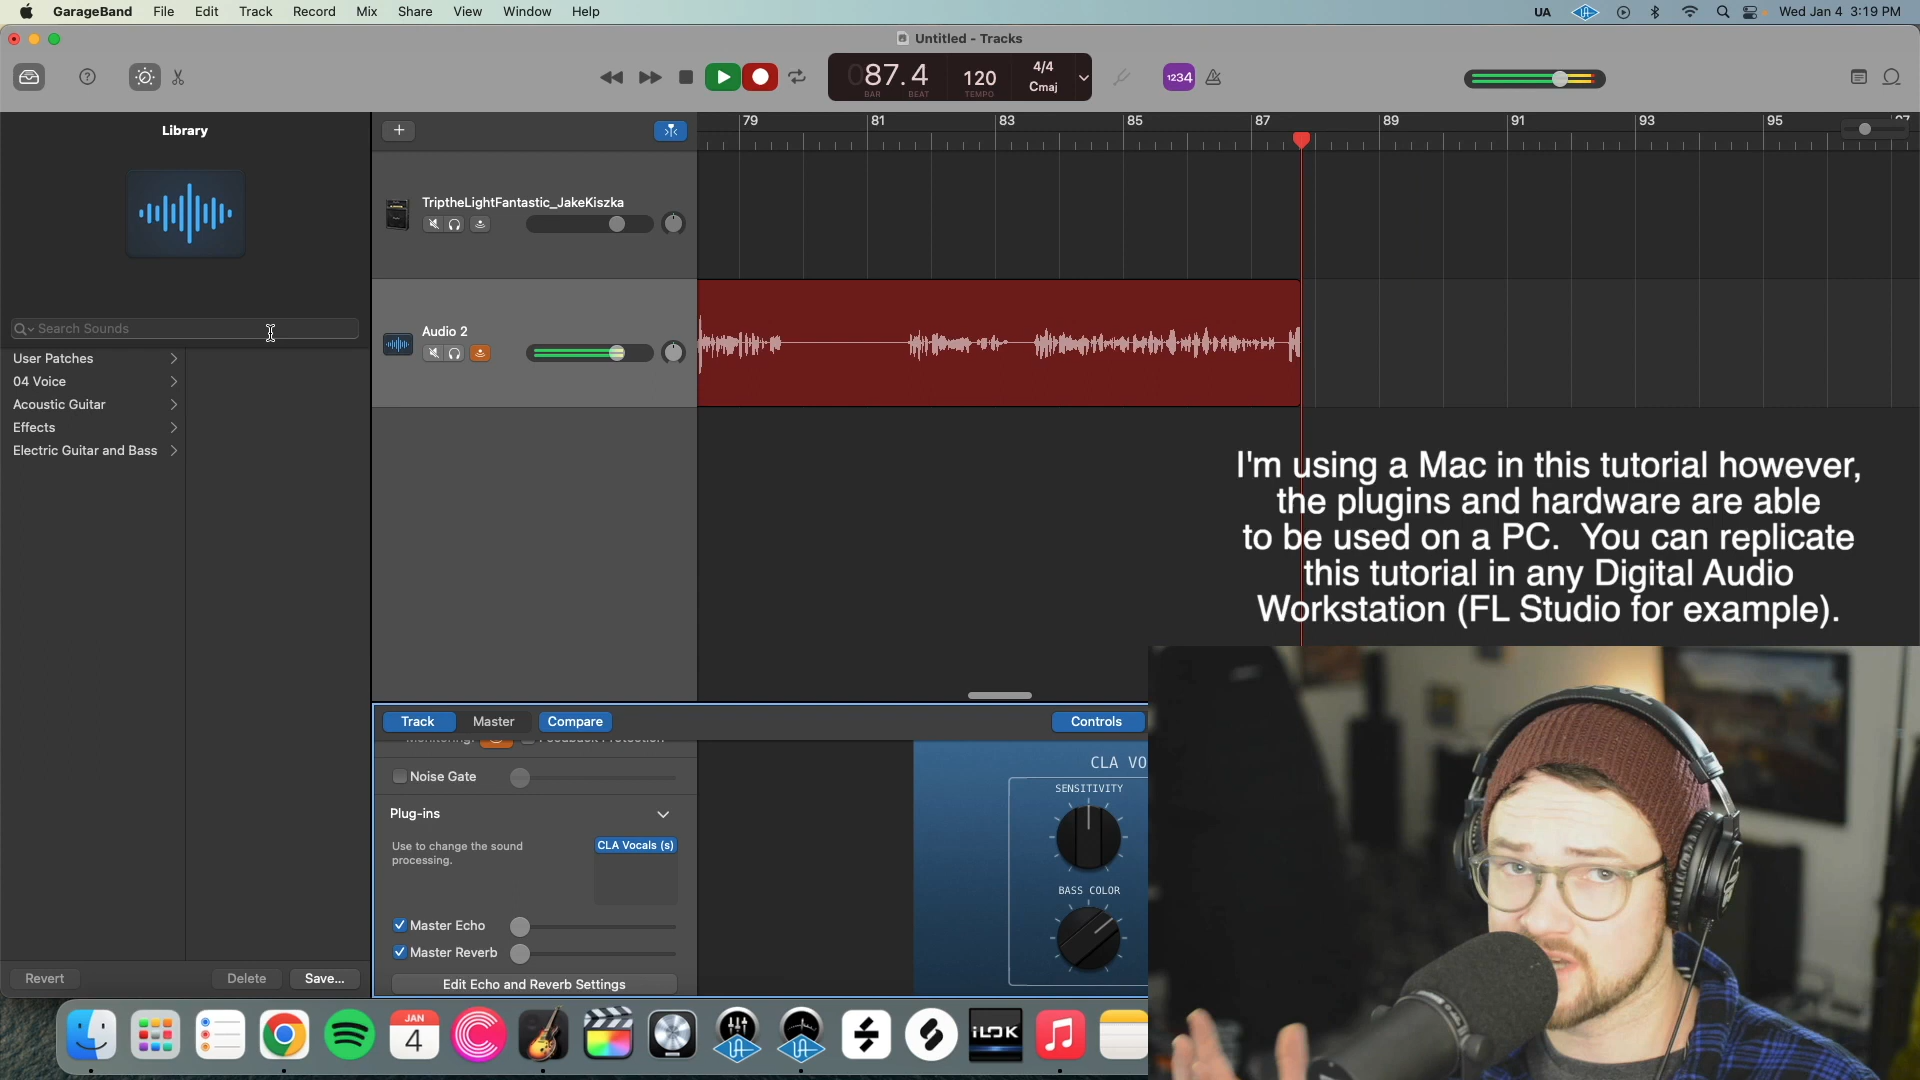 GarageBand File Edit Track Record Mix Share View Window Help
UA
Wed Jan 4 3:19 PM
Untitled - Tracks
087.4
BAR BEAT
120
TEMPO
4/4
Cmaj
1234
Library
Search Sounds
User Patches
04 Voice
Acoustic Guitar
Effects
Electric Guitar and Bass
Revert
Delete
Save...
79 81 83 85 87 89 91 93 95 97
TriptheLightFantastic_JakeKiszka
Audio 2
I'm using a Mac in this tutorial however,
the plugins and hardware are able
to be used on a PC. You can replicate
this tutorial in any Digital Audio
Workstation (FL Studio for example).
Track Master Compare Controls
Monitoring: Feedback Protection
Noise Gate
Plug-ins
Use to change the sound
processing.
CLA Vocals (s)
Master Echo
Master Reverb
Edit Echo and Reverb Settings
CLA VO
SENSITIVITY
BASS COLOR
JAN
4
iLOK